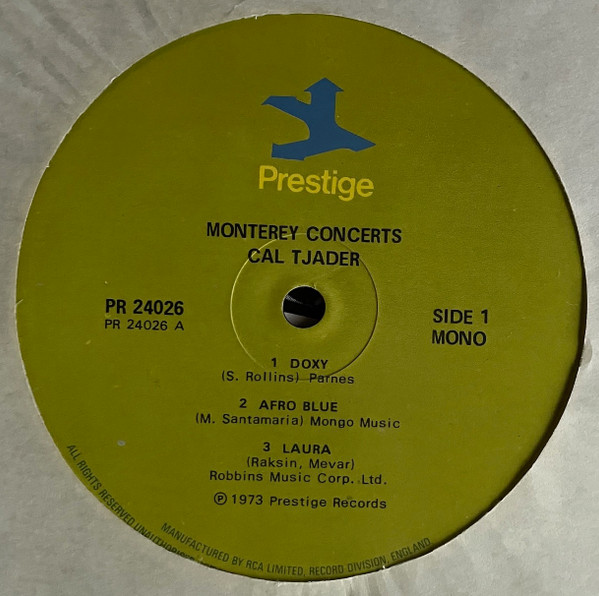 Prestige
MONTEREY CONCERTS
CAL TJADER
PR 24026
PR 24026 A
SIDE 1
MONO
1 DOXY
(S. Rollins) Parnes
2 AFRO BLUE
(M. Santamaria) Mongo Music
3 LAURA
(Raksin, Mevar)
Robbins Music Corp. Ltd.
℗ 1973 Prestige Records
ALL RIGHTS RESERVED.
MANUFACTURED BY RCA LIMITED, RECORD DIVISION, ENGLAND